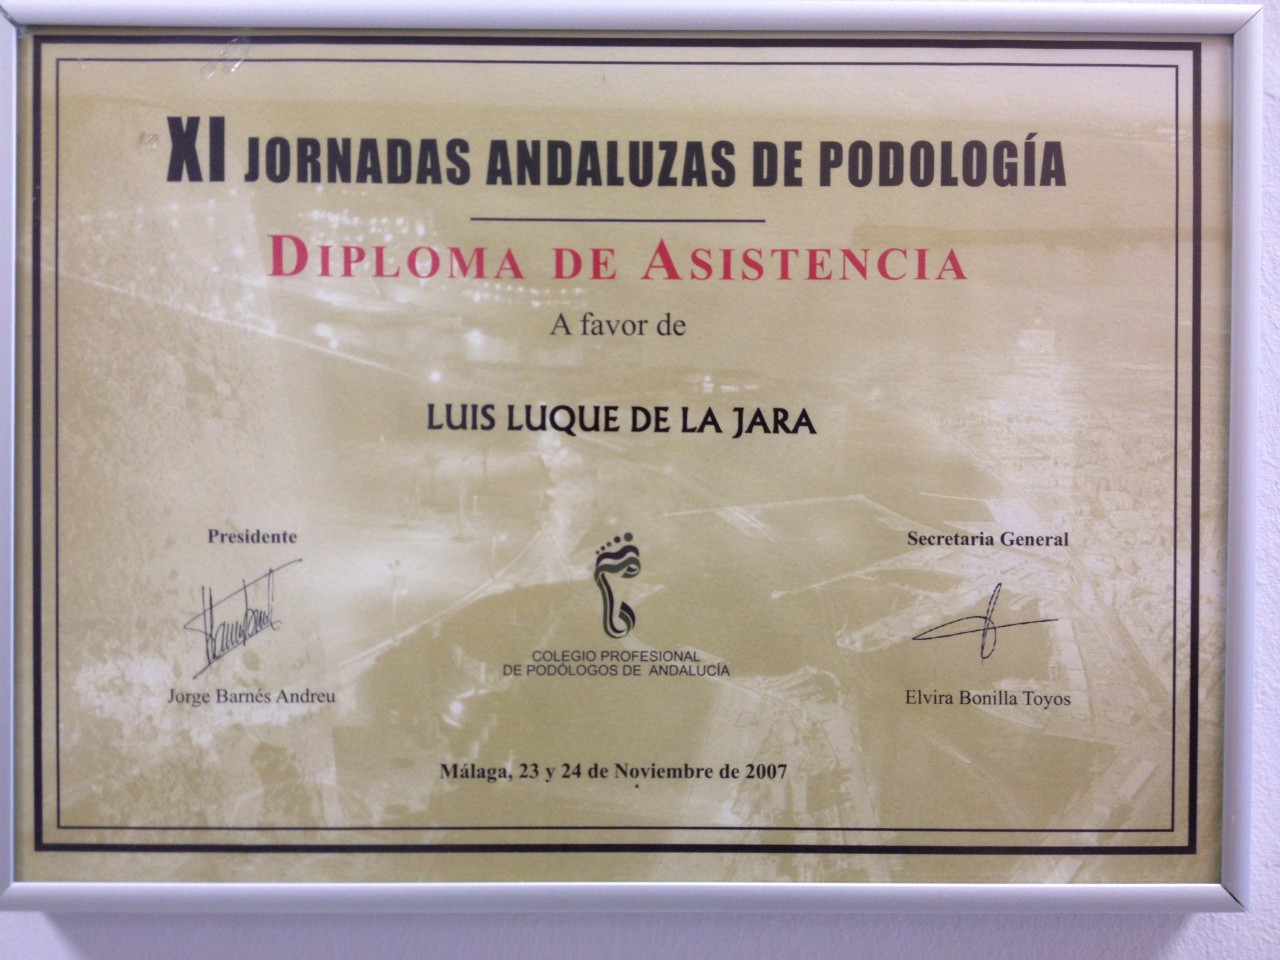 XI JORNADAS ANDALUZAS DE PODOLOGÍA
DIPLOMA DE ASISTENCIA
A favor de
LUIS LUQUE DE LA JARA
Presidente
Secretaria General
COLEGIO PROFESIONAL
DE PODÓLOGOS DE ANDALUCÍA
Jorge Barnés Andreu
Elvira Bonilla Toyos
Málaga, 23 y 24 de Noviembre de 2007